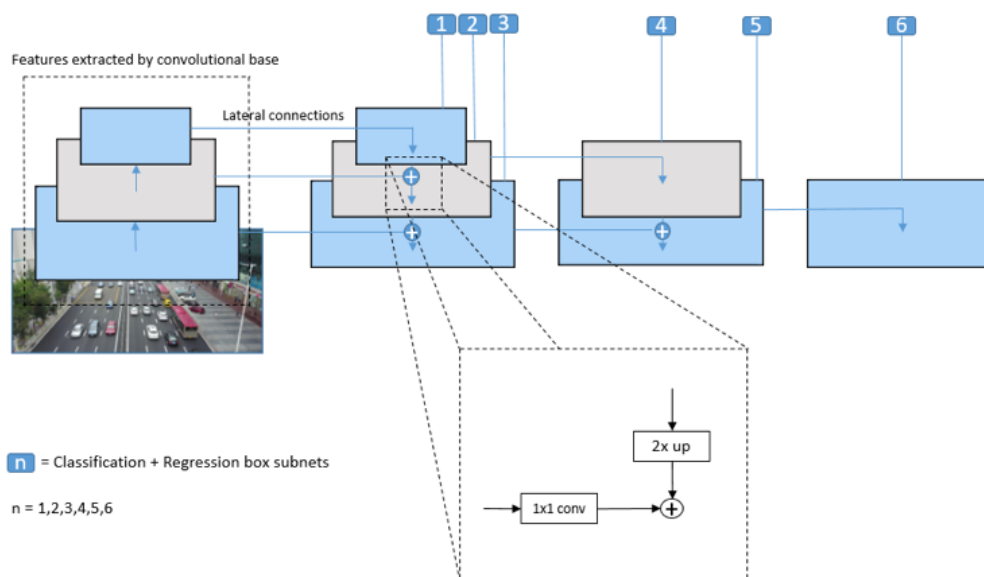 1 2 3 4 5 6
Features extracted by convolutional base
Lateral connections
2x up
1x1 conv
n = Classification + Regression box subnets
n = 1,2,3,4,5,6